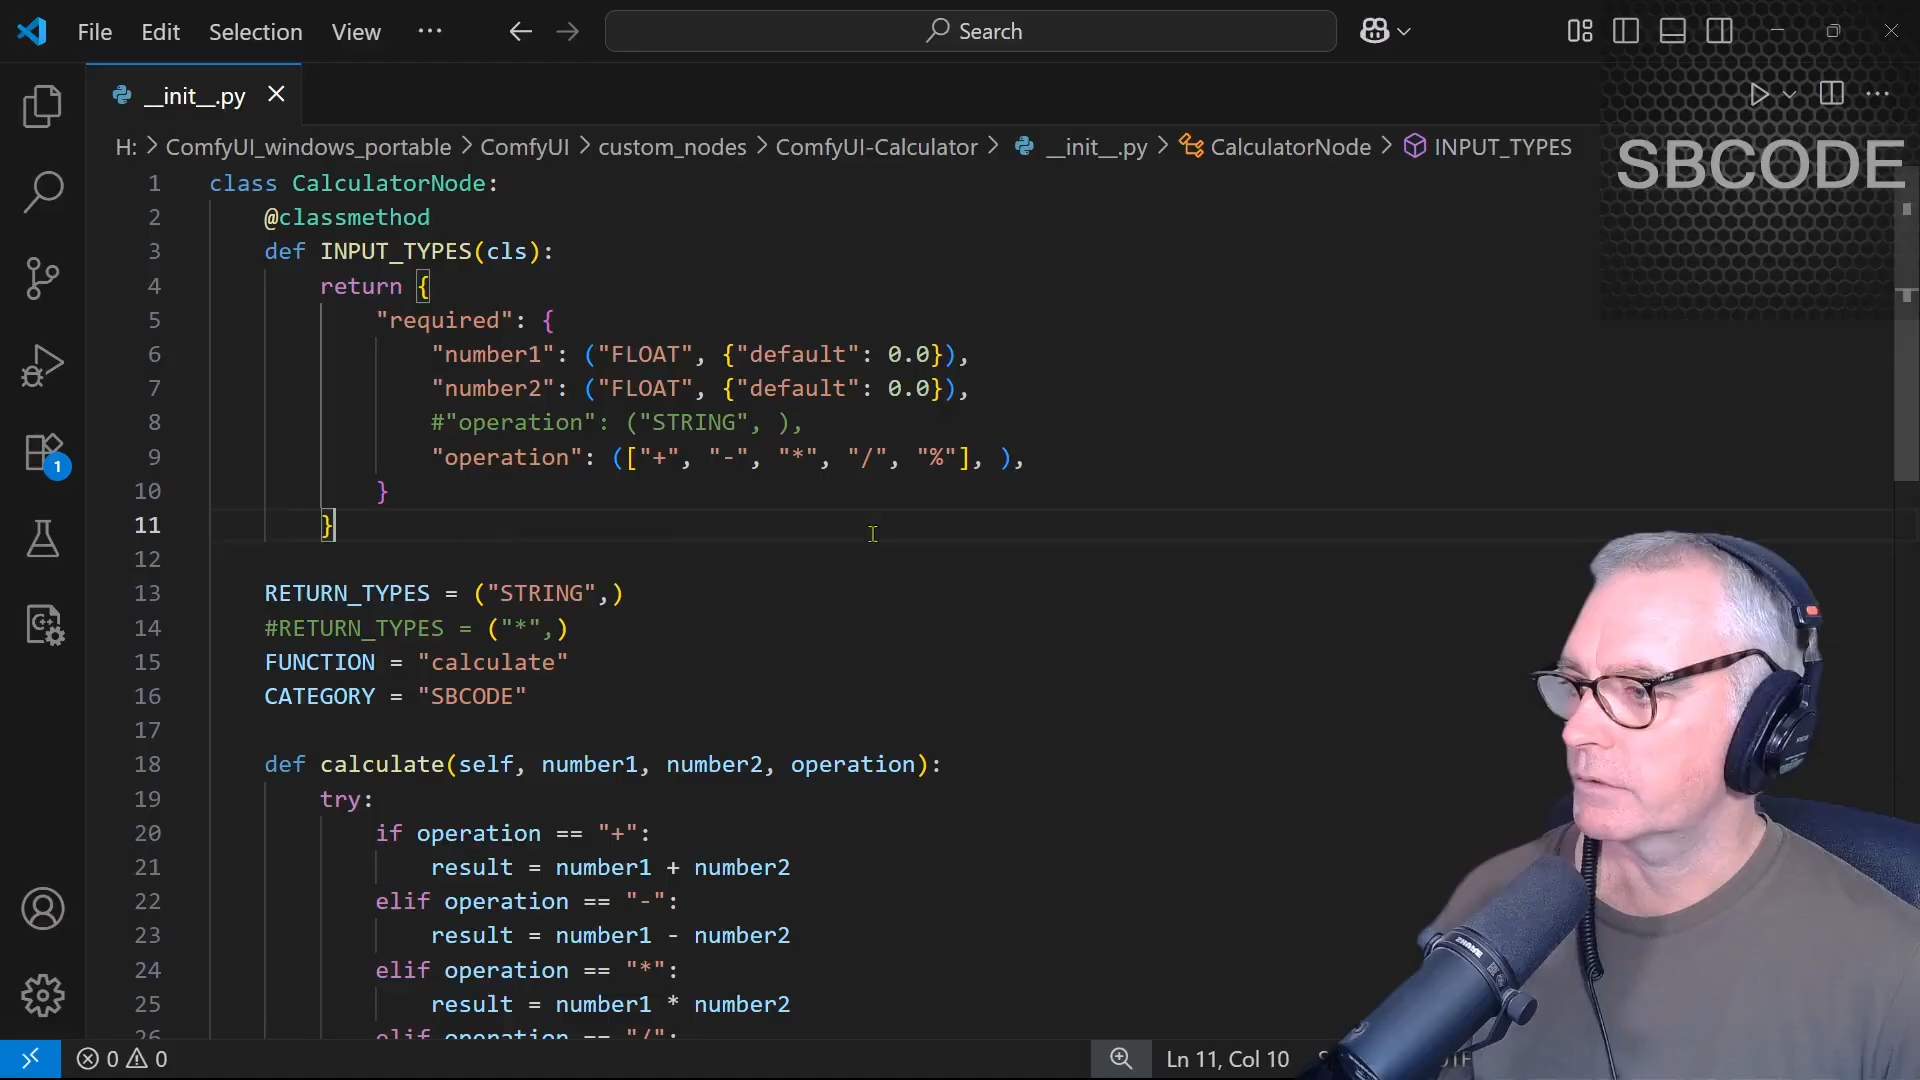 File Edit Selection View ··· Search
__init__.py
SBCODE
H: > ComfyUI_windows_portable > ComfyUI > custom_nodes > ComfyUI-Calculator > __init__.py > CalculatorNode > INPUT_TYPES
1 class CalculatorNode:
2 @classmethod
3 def INPUT_TYPES(cls):
4 return {
5 "required": {
6 "number1": ("FLOAT", {"default": 0.0}),
7 "number2": ("FLOAT", {"default": 0.0}),
8 #"operation": ("STRING", ),
9 "operation": (["+", "-", "*", "/", "%"], ),
10 }
11 }
12
13 RETURN_TYPES = ("STRING",)
14 #RETURN_TYPES = ("*",)
15 FUNCTION = "calculate"
16 CATEGORY = "SBCODE"
17
18 def calculate(self, number1, number2, operation):
19 try:
20 if operation == "+":
21 result = number1 + number2
22 elif operation == "-":
23 result = number1 - number2
24 elif operation == "*":
25 result = number1 * number2
26 elif operation == "/":
1
0 0
Ln 11, Col 10